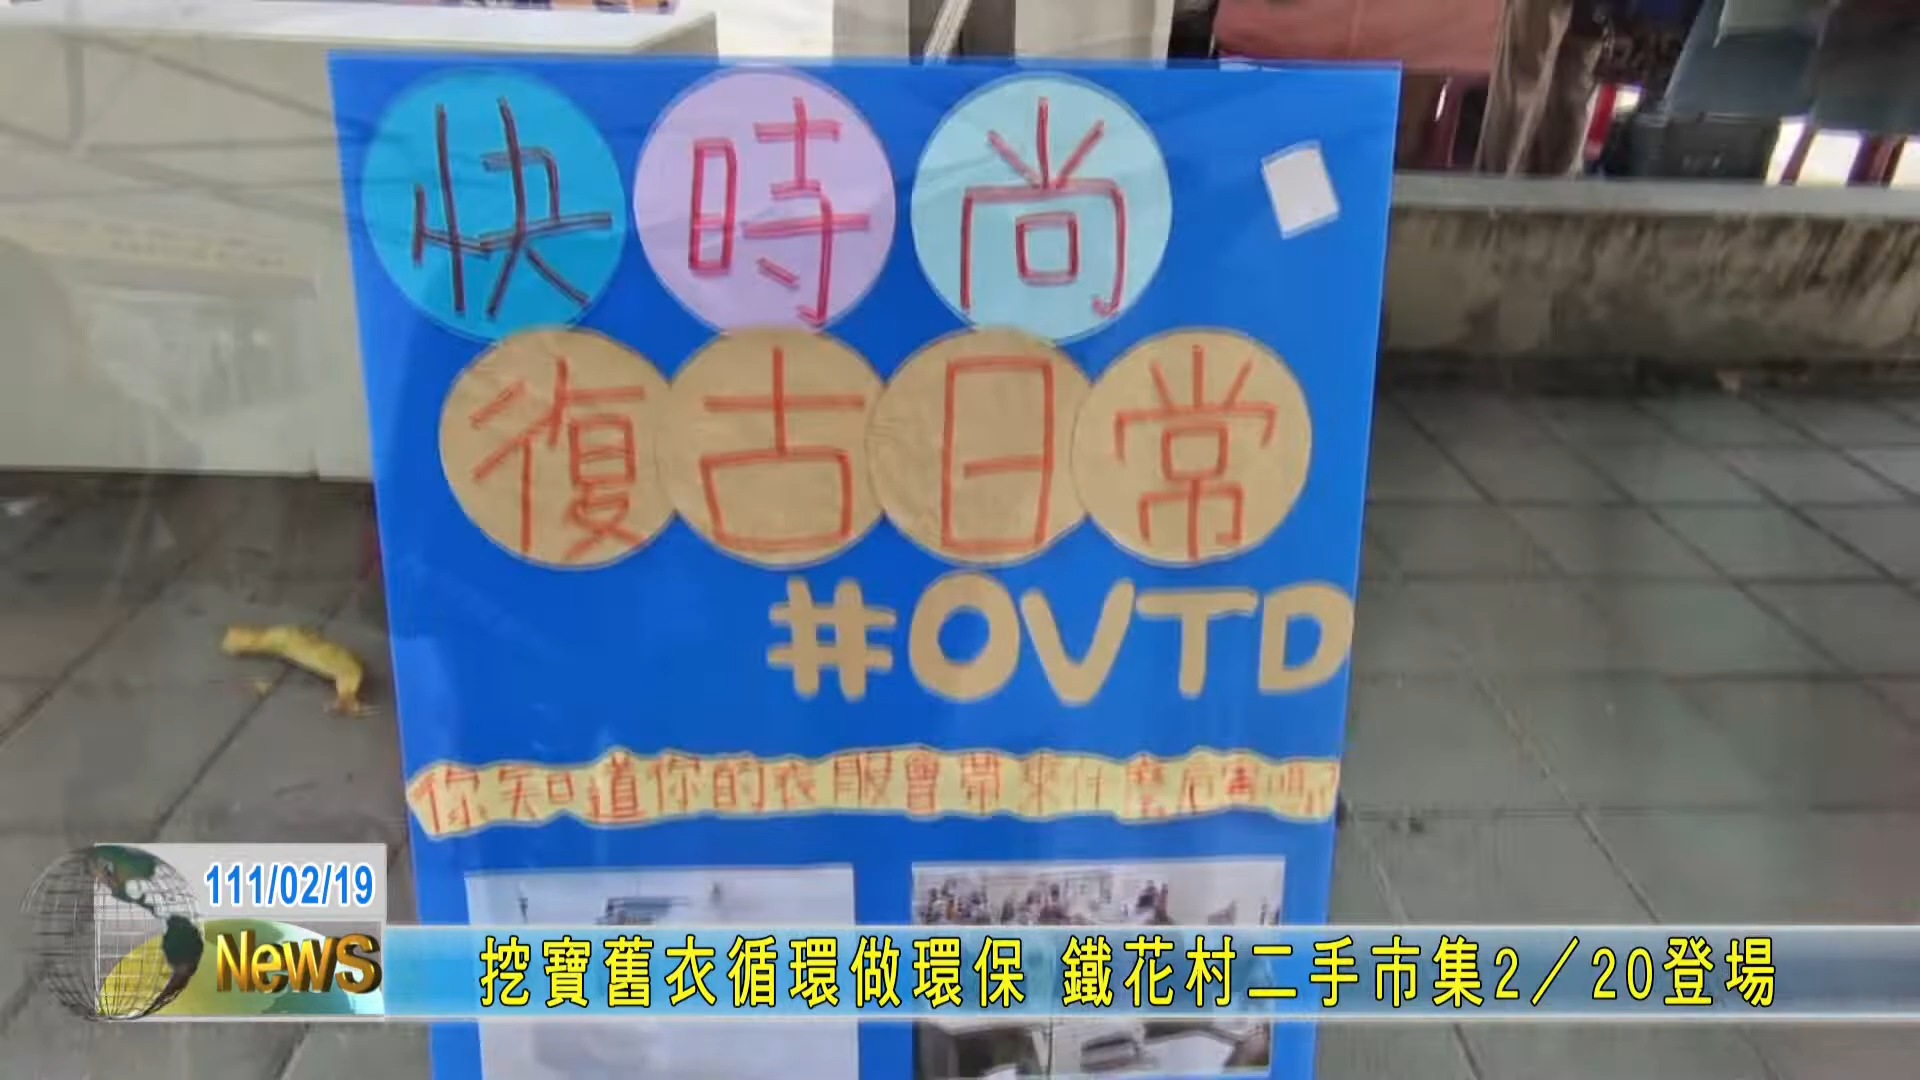 快時尚
復古日常
#OVTD
你知道你的衣服會帶來什麼危害嗎?
111/02/19
News
挖寶舊衣循環做環保 鐵花村二手市集2/20登場